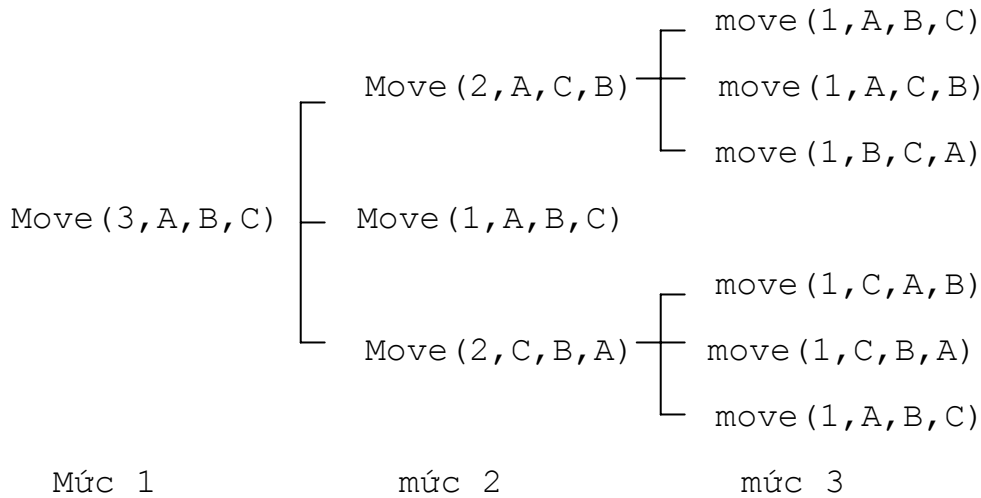 move(1,A,B,C)
Move(2,A,C,B)
move(1,A,C,B)
move(1,B,C,A)
Move(3,A,B,C)
Move(1,A,B,C)
move(1,C,A,B)
Move(2,C,B,A)
move(1,C,B,A)
move(1,A,B,C)
Mức 1
mức 2
mức 3